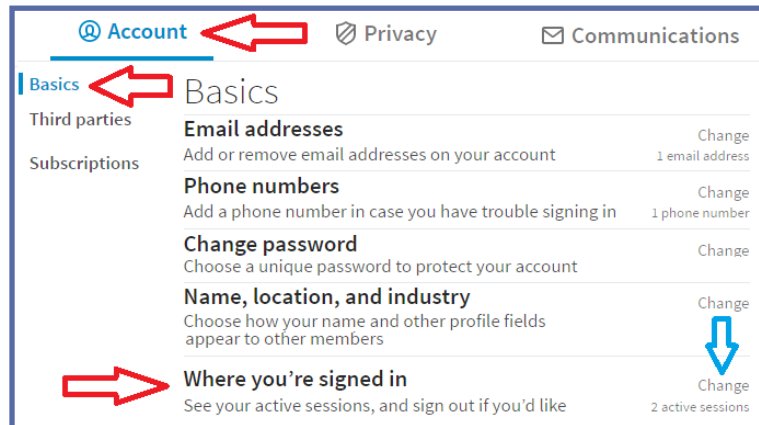 Account
Privacy
Communications
Basics
Third parties
Subscriptions
Basics
Email addresses
Change
Add or remove email addresses on your account
1 email address
Phone numbers
Change
Add a phone number in case you have trouble signing in
1 phone number
Change password
Change
Choose a unique password to protect your account
Name, location, and industry
Change
Choose how your name and other profile fields
appear to other members
Where you're signed in
Change
See your active sessions, and sign out if you'd like
2 active sessions